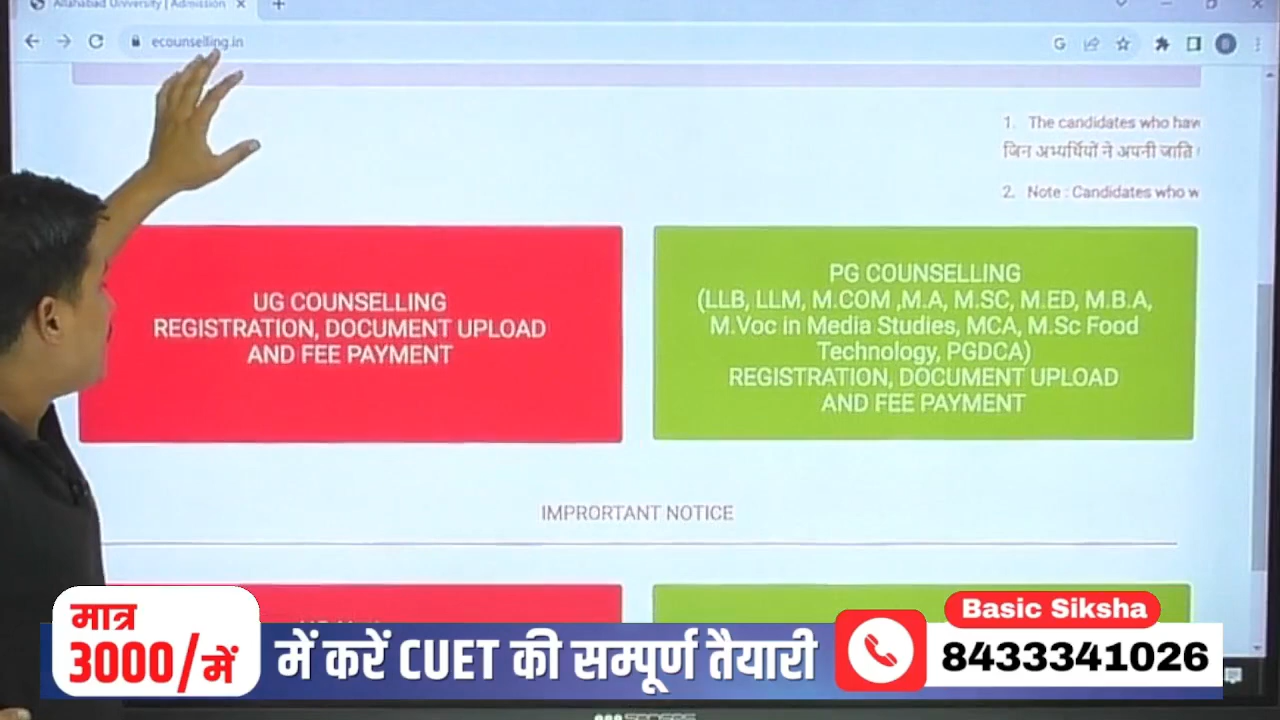 Allahabad University | Admission
ecounselling.in
1. The candidates who hav
जिन अभ्यर्थियों ने अपनी जाति
2. Note : Candidates who w
UG COUNSELLING
REGISTRATION, DOCUMENT UPLOAD
AND FEE PAYMENT
PG COUNSELLING
(LLB, LLM, M.COM ,M.A, M.SC, M.ED, M.B.A,
M.Voc in Media Studies, MCA, M.Sc Food
Technology, PGDCA)
REGISTRATION, DOCUMENT UPLOAD
AND FEE PAYMENT
IMPRORTANT NOTICE
मात्र
3000/में
में करें CUET की सम्पूर्ण तैयारी
Basic Siksha
8433341026